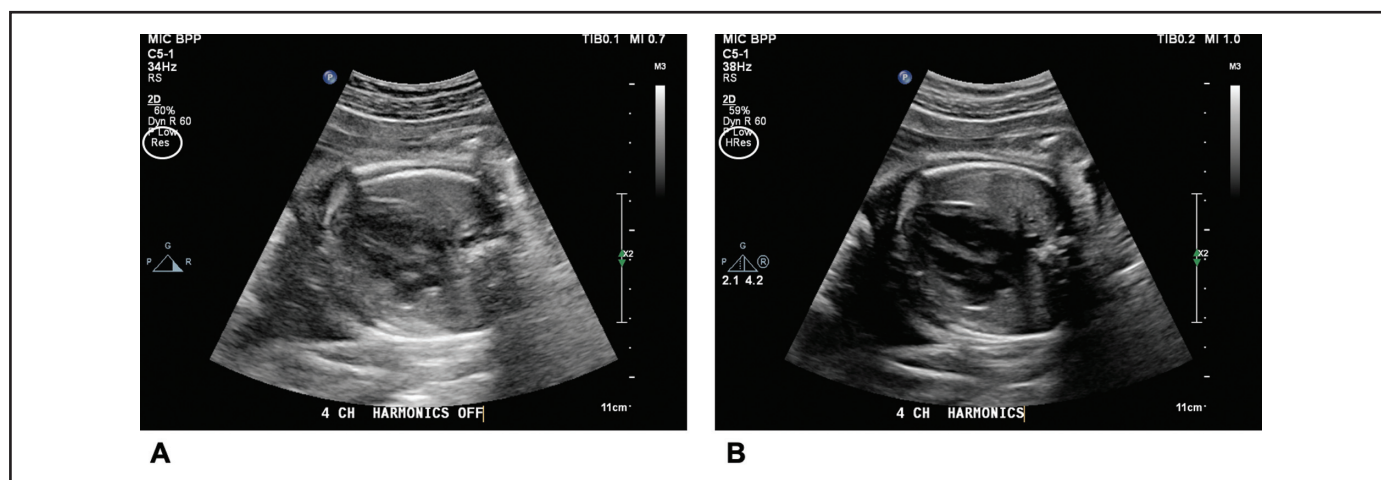 MIC BPP
TIB0.1 MI 0.7
C5-1
34Hz
RS
M3
2D
60%
Dyn R 60
P Low
Res
P
G
P R
X2
11cm
4 CH HARMONICS OFF
A
MIC BPP
TIB0.2 MI 1.0
C5-1
38Hz
RS
M3
2D
59%
Dyn R 60
P Low
HRes
P
G
P R
2.1 4.2
X2
11cm
4 CH HARMONICS
B